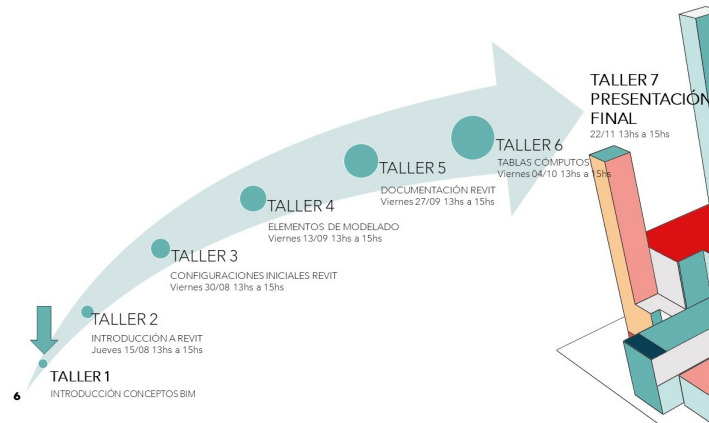 TALLER 7
PRESENTACIÓN
FINAL
22/11 13hs a 15hs
TALLER 6
TABLAS CÓMPUTOS
Viernes 04/10 13hs a 15hs
TALLER 5
DOCUMENTACIÓN REVIT
Viernes 27/09 13hs a 15hs
TALLER 4
ELEMENTOS DE MODELADO
Viernes 13/09 13hs a 15hs
TALLER 3
CONFIGURACIONES INICIALES REVIT
Viernes 30/08 13hs a 15hs
TALLER 2
INTRODUCCIÓN A REVIT
Jueves 15/08 13hs a 15hs
TALLER 1
INTRODUCCIÓN CONCEPTOS BIM
6